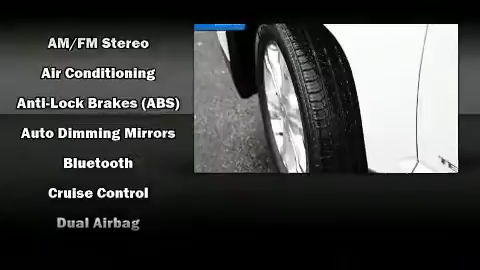 AM/FM Stereo
Air Conditioning
Anti-Lock Brakes (ABS)
Auto Dimming Mirrors
Bluetooth
Cruise Control
Dual Airbag